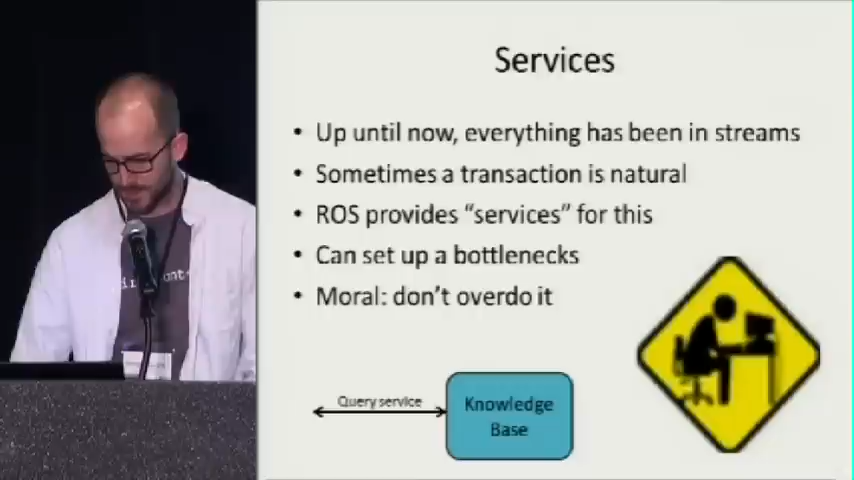 Services
• Up until now, everything has been in streams
• Sometimes a transaction is natural
• ROS provides “services” for this
• Can set up a bottlenecks
• Moral: don’t overdo it
Query service
Knowledge
Base